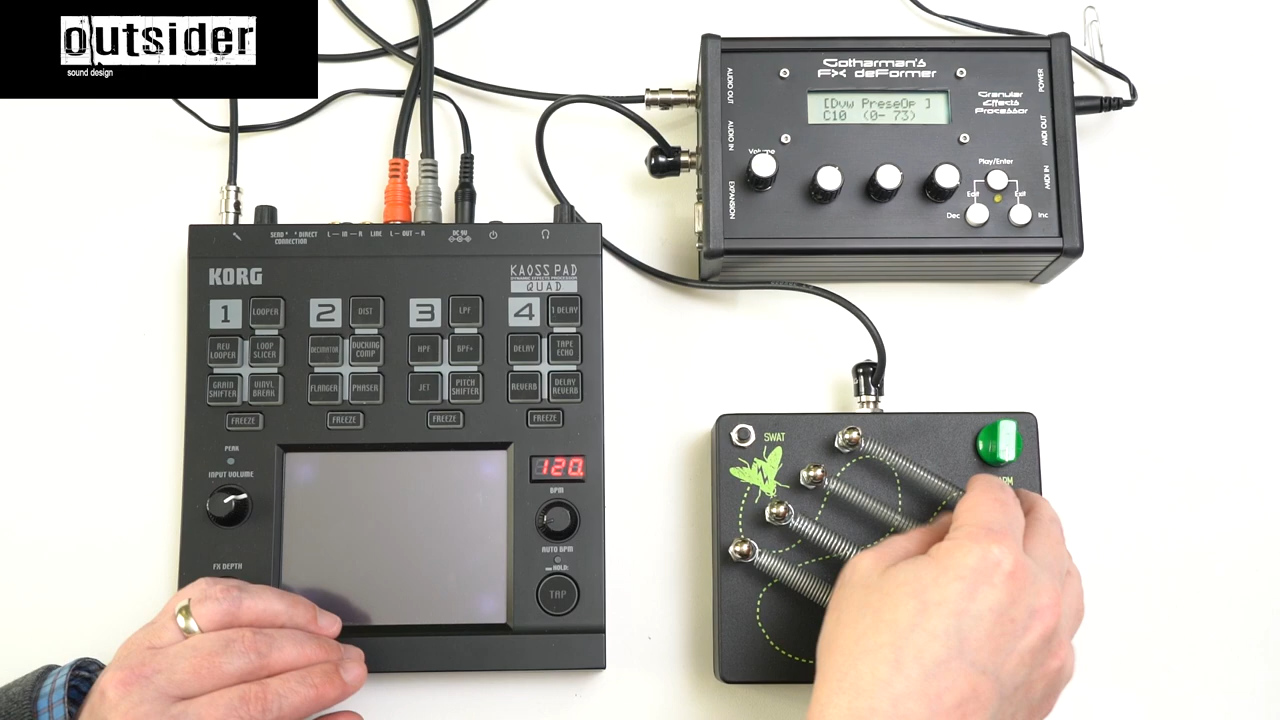 outsider
sound design
Gotharman's
FX deFormer
[Dvw PreseOp ]
C10 (0- 73)
Granular
Effects
Processor
AUDIO OUT
AUDIO IN
EXPANSION
POWER
MIDI OUT
MIDI IN
Volume
Play/Enter
Edit
Exit
Dec
Inc
SEND DIRECT
CONNECTION
L - IN - R LINE
L - OUT - R
DC 9V
KORG
KAOSS PAD
DYNAMIC EFFECTS PROCESSOR
QUAD
1 LOOPER
2 DIST
3 LPF
4 1 DELAY
REV LOOPER
LOOP SLICER
DECIMATOR
DUCKING COMP
HPF
BPF+
DELAY
TAPE ECHO
GRAIN SHIFTER
VINYL BREAK
FLANGER
PHASER
JET
PITCH SHIFTER
REVERB
DELAY REVERB
FREEZE
FREEZE
FREEZE
FREEZE
PEAK
INPUT VOLUME
FX DEPTH
120.
BPM
AUTO BPM
HOLD:
TAP
SWAT